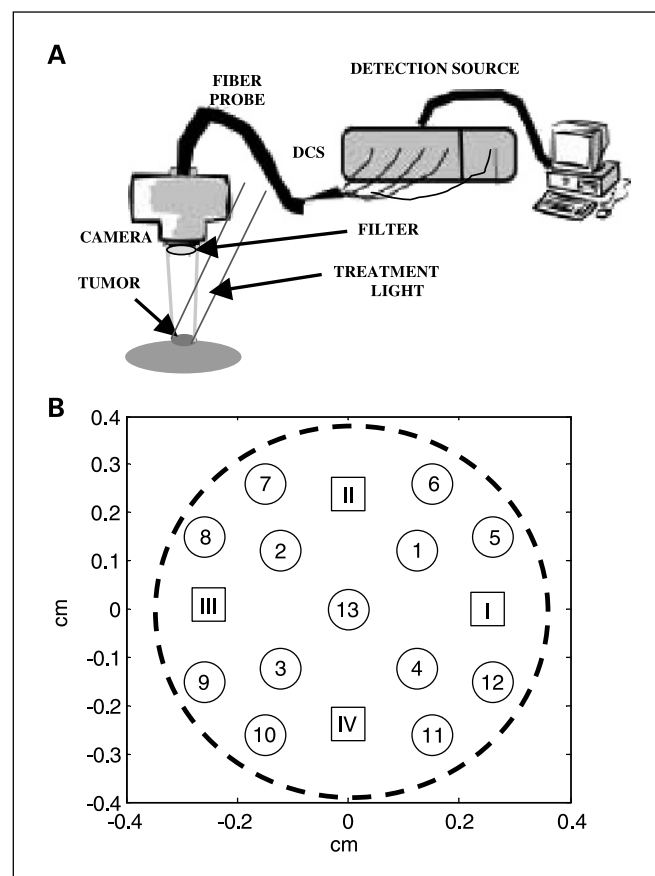 A
DETECTION SOURCE
FIBER
PROBE
DCS
CAMERA
FILTER
TUMOR
TREATMENT
LIGHT
B
0.4
0.3
0.2
0.1
0
-0.1
-0.2
-0.3
-0.4
cm
7
II
6
8
5
2
1
III
13
I
3
4
9
12
10
IV
11
-0.4
-0.2
0
0.2
0.4
cm